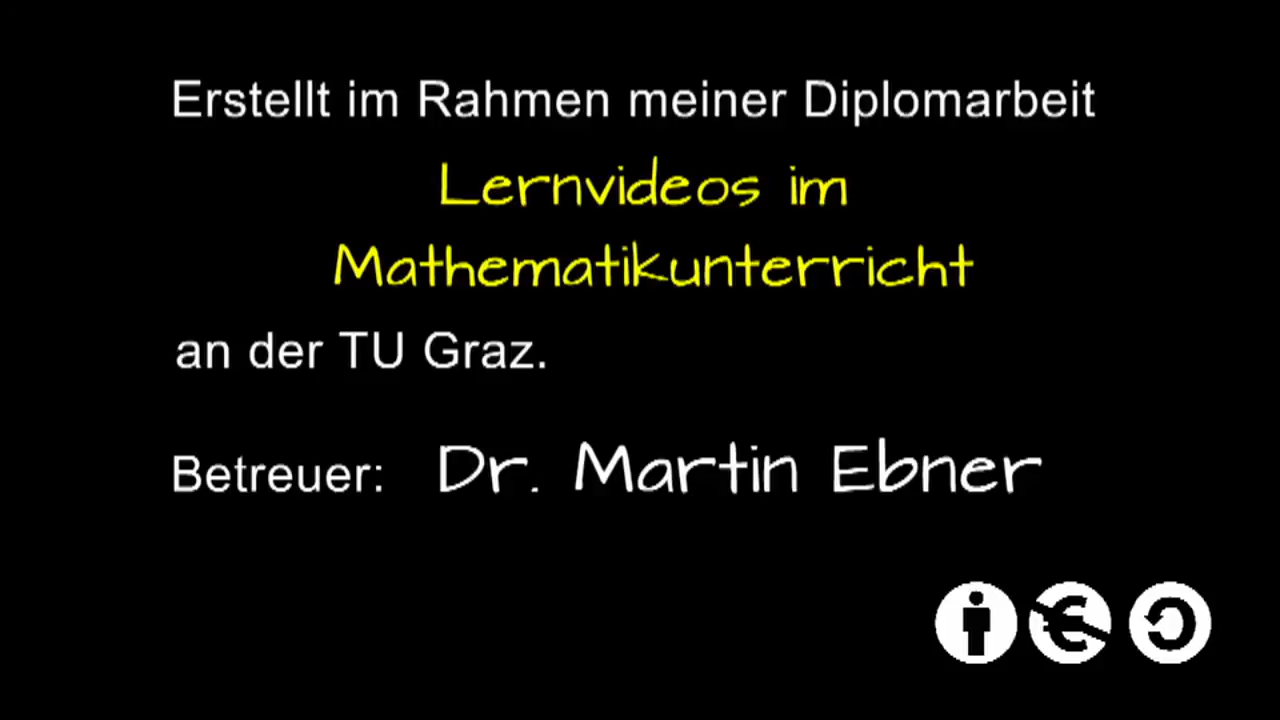 Erstellt im Rahmen meiner Diplomarbeit
Lernvideos im
Mathematikunterricht
an der TU Graz.
Betreuer: Dr. Martin Ebner